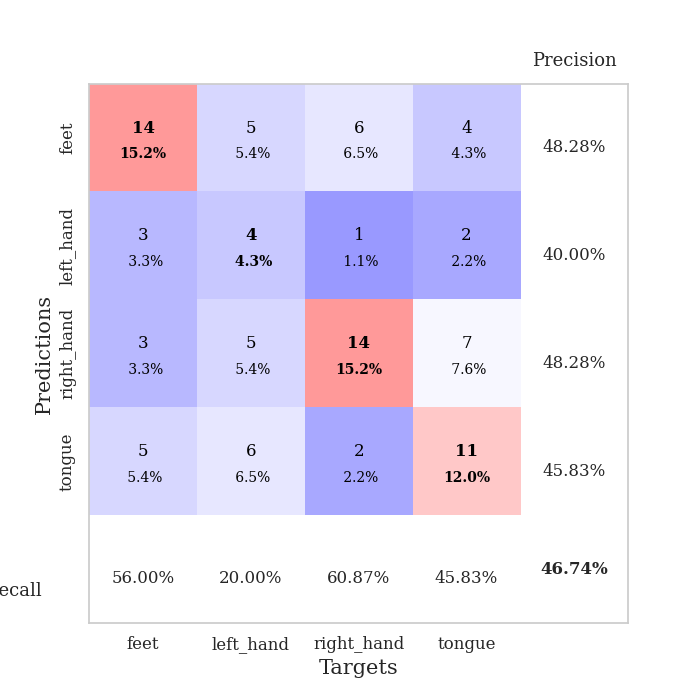 Precision
feet 14 5 6 4 48.28%
15.2% 5.4% 6.5% 4.3%
left_hand 3 4 1 2 40.00%
3.3% 4.3% 1.1% 2.2%
right_hand 3 5 14 7 48.28%
3.3% 5.4% 15.2% 7.6%
tongue 5 6 2 11 45.83%
5.4% 6.5% 2.2% 12.0%
Predictions
ecall 56.00% 20.00% 60.87% 45.83% 46.74%
feet left_hand right_hand tongue
Targets